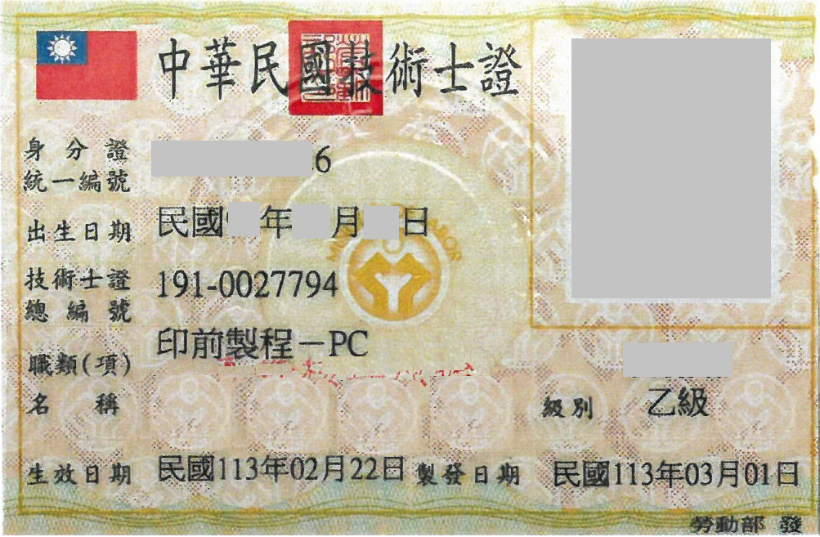 中華民國技術士證
身分證
統一編號
6
出生日期
民國 年 月 日
技術士證
總編號
191-0027794
職類(項)
名稱
印前製程－PC
級別
乙級
生效日期
民國113年02月22日
製發日期
民國113年03月01日
勞動部 發